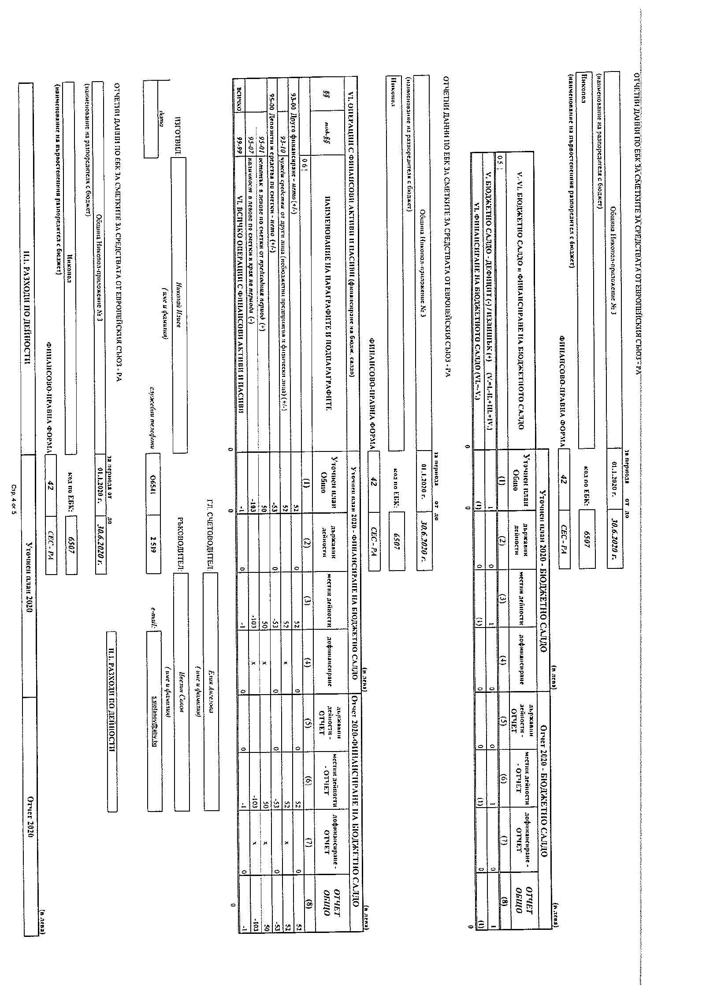 ОТЧЕТНИ ДАННИ ПО ЕБК ЗА СМЕТКИТЕ ЗА СРЕДСТВАТА ОТ ЕВРОПЕЙСКИЯ СЪЮЗ - РА
за периода от до
Община Никопол-приложение № 3 01.1.2020 г. 30.6.2020 г.
(наименование на разпоредителя с бюджет)
Никопол код по ЕБК: 6507
(наименование на първостепенния разпоредител с бюджет)
ФИНАНСОВО-ПРАВНА ФОРМА 42 СЕС - РА
(в лева) (в лева)
Уточнен план 2020 - БЮДЖЕТНО САЛДО Отчет 2020 - БЮДЖЕТНО САЛДО
V.-VI. БЮДЖЕТНО САЛДО и ФИНАНСИРАНЕ НА БЮДЖЕТНОТО САЛДО Уточнен план Общо държавни дейности местни дейности дофинансиране държавни дейности - ОТЧЕТ местни дейности - ОТЧЕТ дофинансиране - ОТЧЕТ ОТЧЕТ ОБЩО
0 5 | (1) (2) (3) (4) (5) (6) (7) (8)
V. БЮДЖЕТНО САЛДО - ДЕФИЦИТ (-) / ИЗЛИШЪК (+) (V.=I.-II.+III.+IV.) 1 0 1 0 0 1 0 1
VI. ФИНАНСИРАНЕ НА БЮДЖЕТНОТО САЛДО (VI.=-V.) (1) 0 (1) 0 0 (1) 0 (1)
0 0 0
ОТЧЕТНИ ДАННИ ПО ЕБК ЗА СМЕТКИТЕ ЗА СРЕДСТВАТА ОТ ЕВРОПЕЙСКИЯ СЪЮЗ - РА
за периода от до
Община Никопол-приложение № 3 01.1.2020 г. 30.6.2020 г.
(наименование на разпоредителя с бюджет)
Никопол код по ЕБК: 6507
ФИНАНСОВО-ПРАВНА ФОРМА 42 СЕС - РА
(в лева) (в лева)
VI. ОПЕРАЦИИ С ФИНАНСОВИ АКТИВИ И ПАСИВИ (финансиране на бюдж. салдо) Уточнен план 2020 - ФИНАНСИРАНЕ НА БЮДЖЕТНО САЛДО Отчет 2020-ФИНАНСИРАНЕ НА БЮДЖЕТНО САЛДО
§§ под-§§ НАИМЕНОВАНИЕ НА ПАРАГРАФИТЕ И ПОДПАРАГРАФИТЕ Уточнен план Общо държавни дейности местни дейности дофинансиране държавни дейности - ОТЧЕТ местни дейности - ОТЧЕТ дофинансиране - ОТЧЕТ ОТЧЕТ ОБЩО
0 6 | (1) (2) (3) (4) (5) (6) (7) (8)
93-00 Друго финансиране - нето (+/-) 52 0 52 0 0 52 0 52
93-10 чужди средства от други лица (небюджетни предприятия и физически лица) (+/-) 52 52 x 52 x 52
95-00 Депозити и средства по сметки - нето (+/-) -53 0 -53 0 0 -53 0 -53
95-01 остатък в левове по сметки от предходния период (+) 50 50 x 50 x 50
95-07 наличност в левове по сметки в края на периода (-) -103 -103 x -103 x -103
ВСИЧКО 99-99 VI. ВСИЧКО ОПЕРАЦИИ С ФИНАНСОВИ АКТИВИ И ПАСИВИ -1 0 -1 0 0 -1 0 -1
0 0 0
ГЛ. СЧЕТОВОДИТЕЛ: Елин Ангелова
(име и фамилия)
ИЗГОТВИЛ: Николай Илиев РЪКОВОДИТЕЛ: Ивелин Савов
(име и фамилия) (име и фамилия)
дата
служебни телефони 06541 2 519 e-mail: s.stefanov@abv.bg
ОТЧЕТНИ ДАННИ ПО ЕБК ЗА СМЕТКИТЕ ЗА СРЕДСТВАТА ОТ ЕВРОПЕЙСКИЯ СЪЮЗ - РА
за периода от до II.1. РАЗХОДИ ПО ДЕЙНОСТИ
Община Никопол-приложение № 3 01.1.2020 г. 30.6.2020 г.
(наименование на разпоредителя с бюджет)
Никопол код по ЕБК: 6507
(наименование на първостепенния разпоредител с бюджет)
ФИНАНСОВО-ПРАВНА ФОРМА 42 СЕС - РА
(в лева)
II.1. РАЗХОДИ ПО ДЕЙНОСТИ Уточнен план 2020 Отчет 2020
Стр. 4 от 5